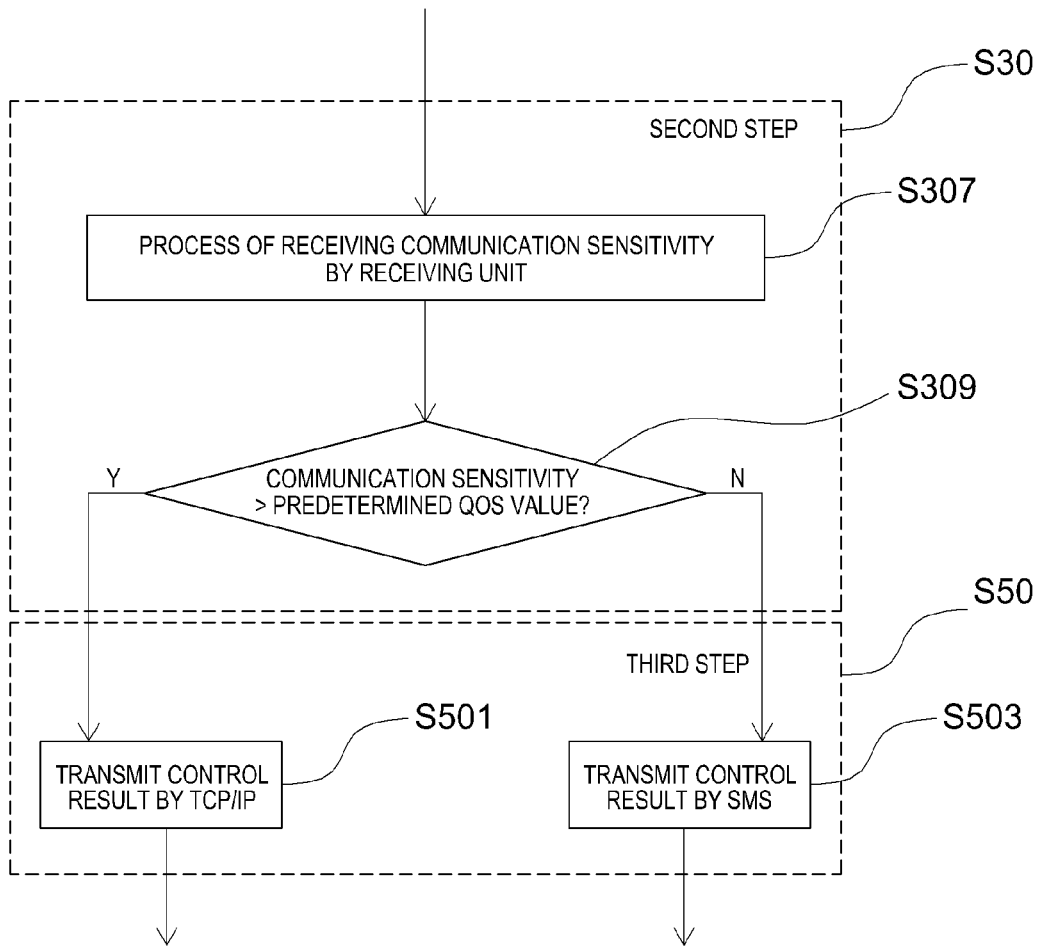 S30
SECOND STEP
S307
PROCESS OF RECEIVING COMMUNICATION SENSITIVITY
BY RECEIVING UNIT
S309
Y
COMMUNICATION SENSITIVITY
> PREDETERMINED QOS VALUE?
N
S50
THIRD STEP
S501
S503
TRANSMIT CONTROL
RESULT BY TCP/IP
TRANSMIT CONTROL
RESULT BY SMS